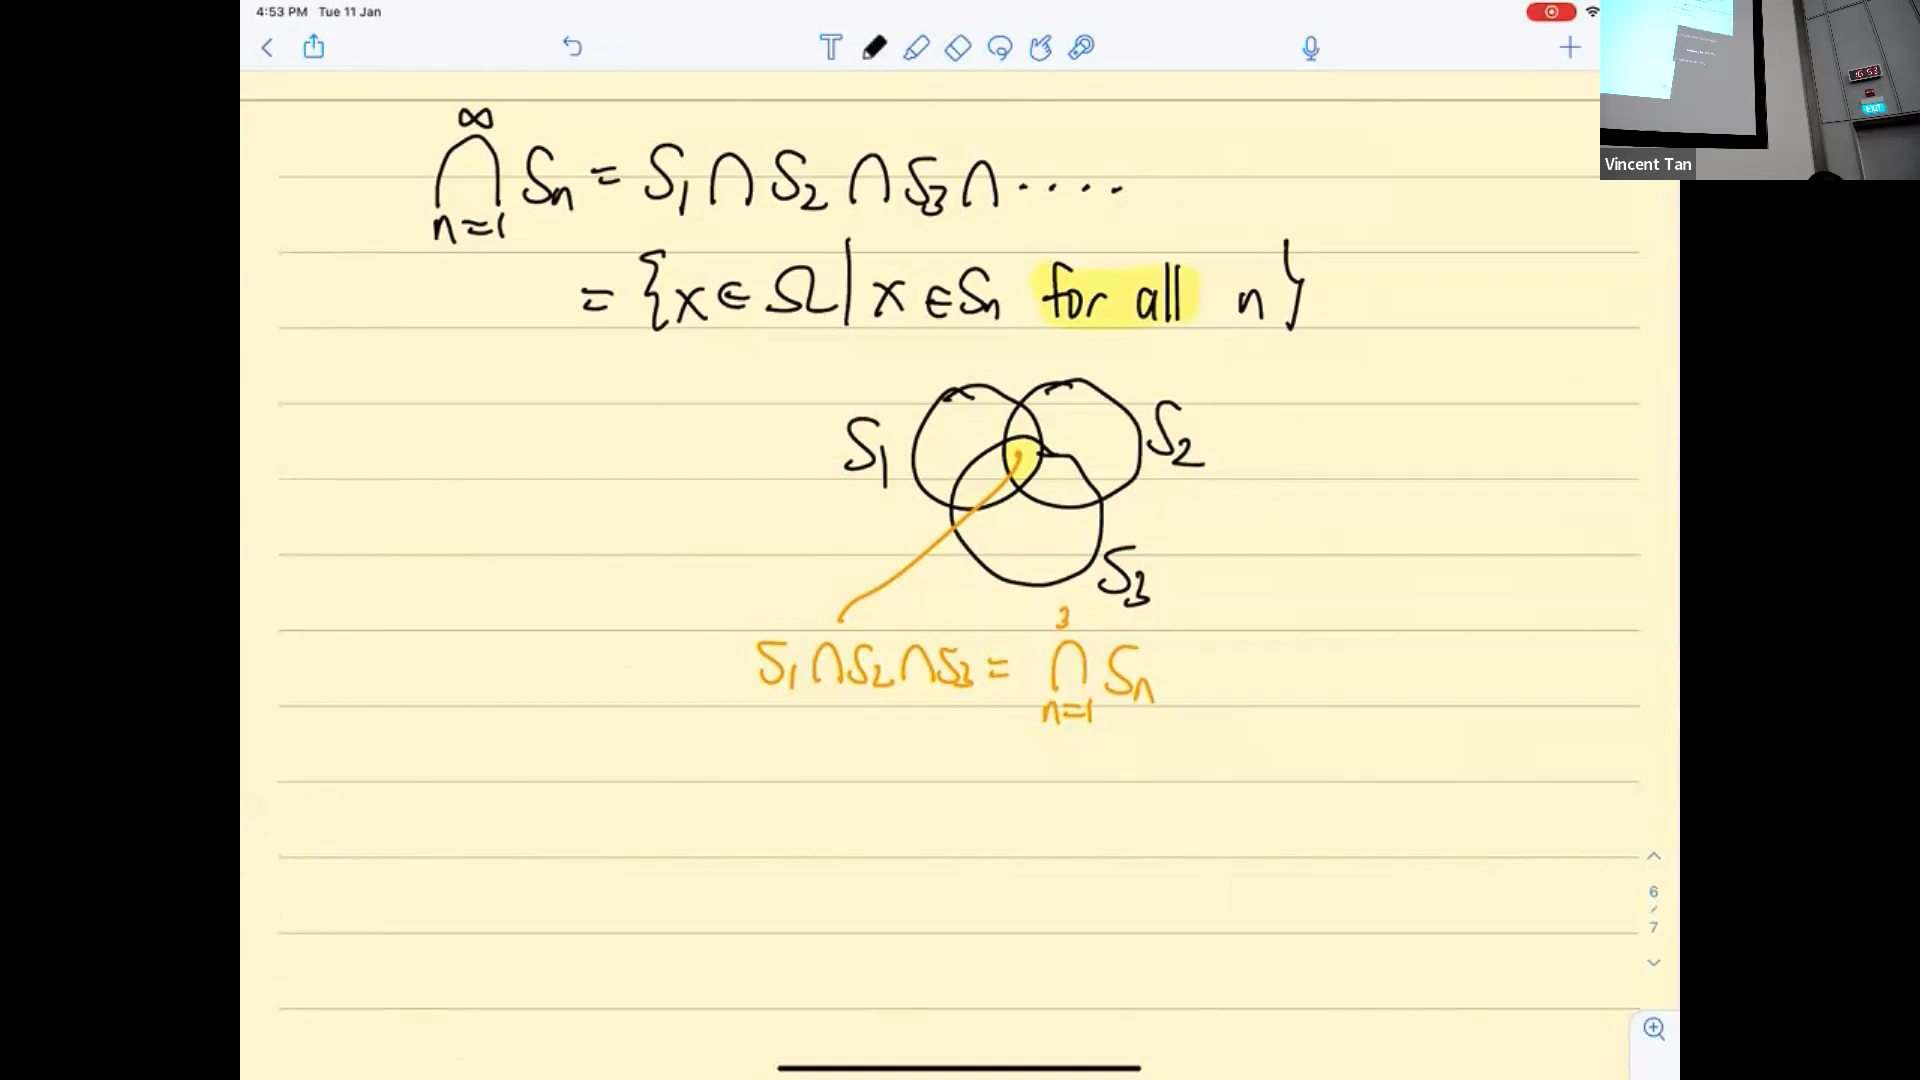 4:53 PM Tue 11 Jan
∞
⋂ Sn = S1 ∩ S2 ∩ S3 ∩ ....
n=1
= {x ∈ Ω | x ∈ Sn for all n}
S1
S2
S3
3
S1 ∩ S2 ∩ S3 = ⋂ Sn
n=1
Vincent Tan
EXIT
6
/
7